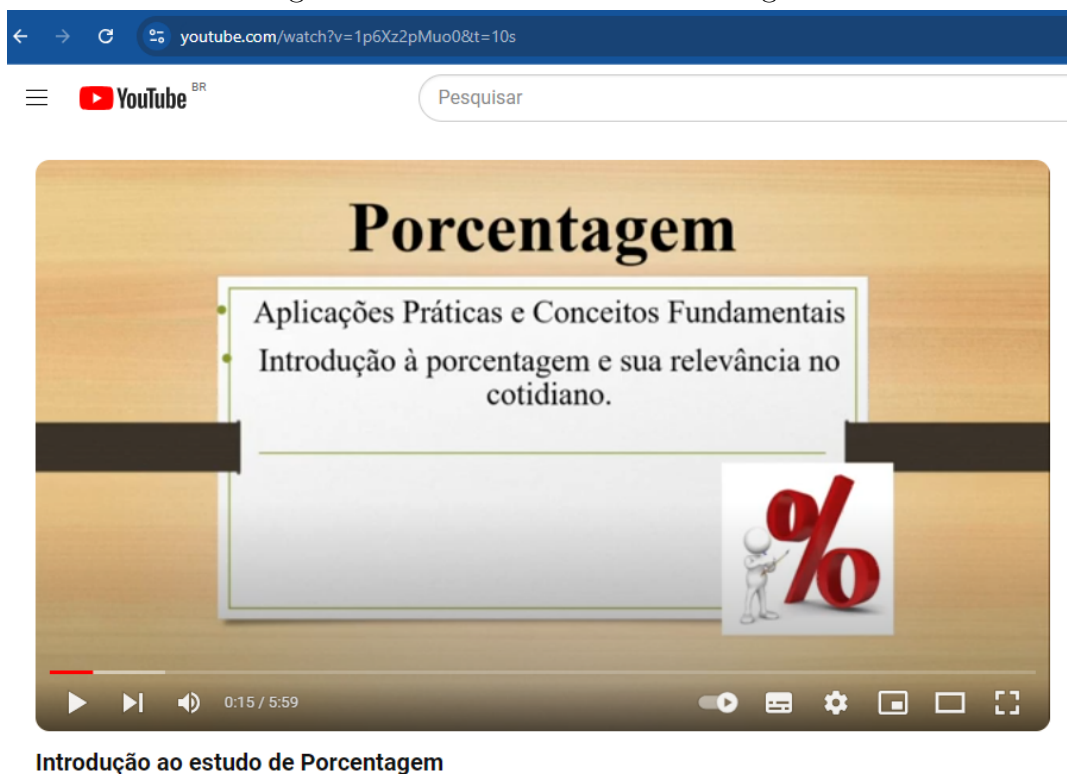 youtube.com/watch?v=1p6Xz2pMuo0&t=10s
YouTube BR
Pesquisar
Porcentagem
• Aplicações Práticas e Conceitos Fundamentais
• Introdução à porcentagem e sua relevância no
cotidiano.
%
0:15 / 5:59
Introdução ao estudo de Porcentagem